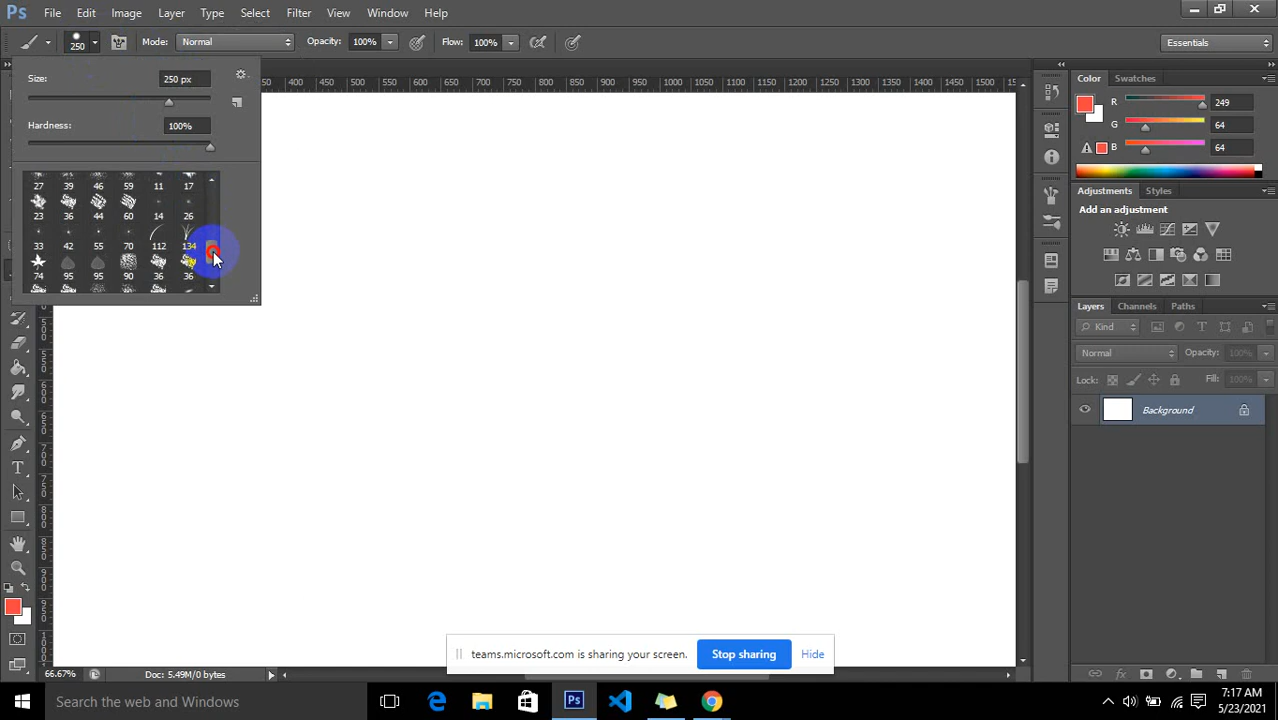 Ps File Edit Image Layer Type Select Filter View Window Help
250 Mode: Normal Opacity: 100% Flow: 100% Essentials
Size: 250 px
Hardness: 100%
27 39 46 59 11 17
23 36 44 60 14 26
33 42 55 70 112 134
74 95 95 90 36 36
400 450 500 550 600 650 700 750 800 850 900 950 1000 1050 1100 1150 1200 1250 1300 1350 1400 1450 1500
Color Swatches
R 249
G 64
B 64
Adjustments Styles
Add an adjustment
Layers Channels Paths
Kind
Normal Opacity: 100%
Lock: Fill: 100%
Background
teams.microsoft.com is sharing your screen. Stop sharing Hide
66.67% Doc: 5.49M/0 bytes
Search the web and Windows
Ps
7:17 AM
5/23/2021